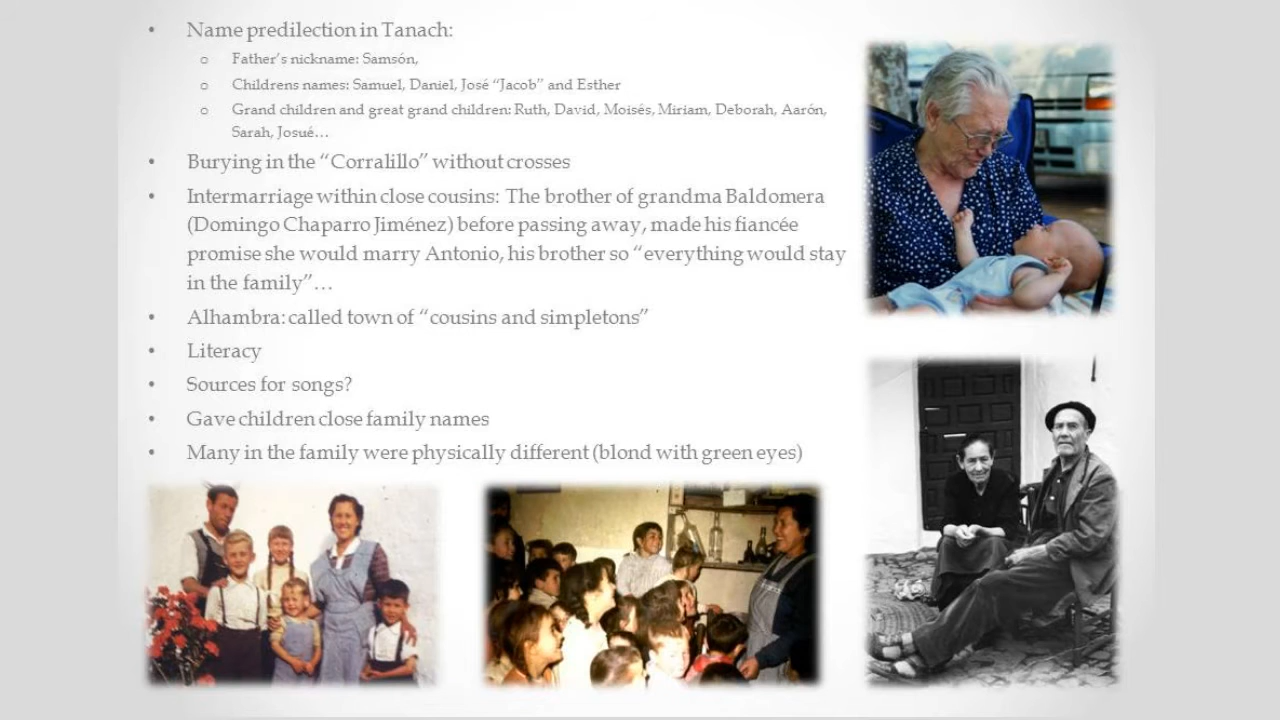 • Name predilection in Tanach:
o Father's nickname: Samsón,
o Childrens names: Samuel, Daniel, José “Jacob” and Esther
o Grand children and great grand children: Ruth, David, Moisés, Miriam, Deborah, Aarón,
Sarah, Josué…
• Burying in the “Corralillo” without crosses
• Intermarriage within close cousins: The brother of grandma Baldomera
(Domingo Chaparro Jiménez) before passing away, made his fiancée
promise she would marry Antonio, his brother so “everything would stay
in the family”…
• Alhambra: called town of “cousins and simpletons”
• Literacy
• Sources for songs?
• Gave children close family names
• Many in the family were physically different (blond with green eyes)